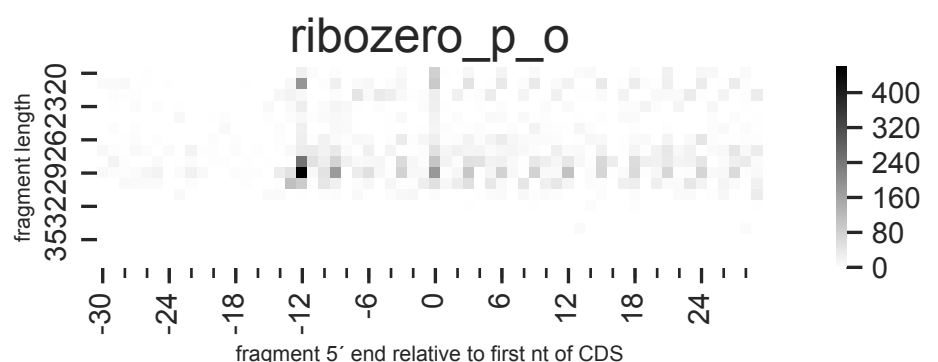 ribozero_p_o
fragment length
353229262320
400
320
240
160
80
0
-30 -24 -18 -12 -6 0 6 12 18 24
fragment 5´ end relative to first nt of CDS